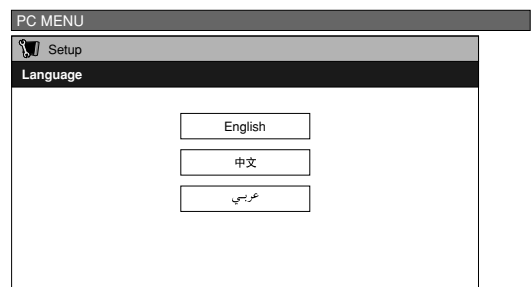 PC MENU
Setup
Language
English
中文
عربي